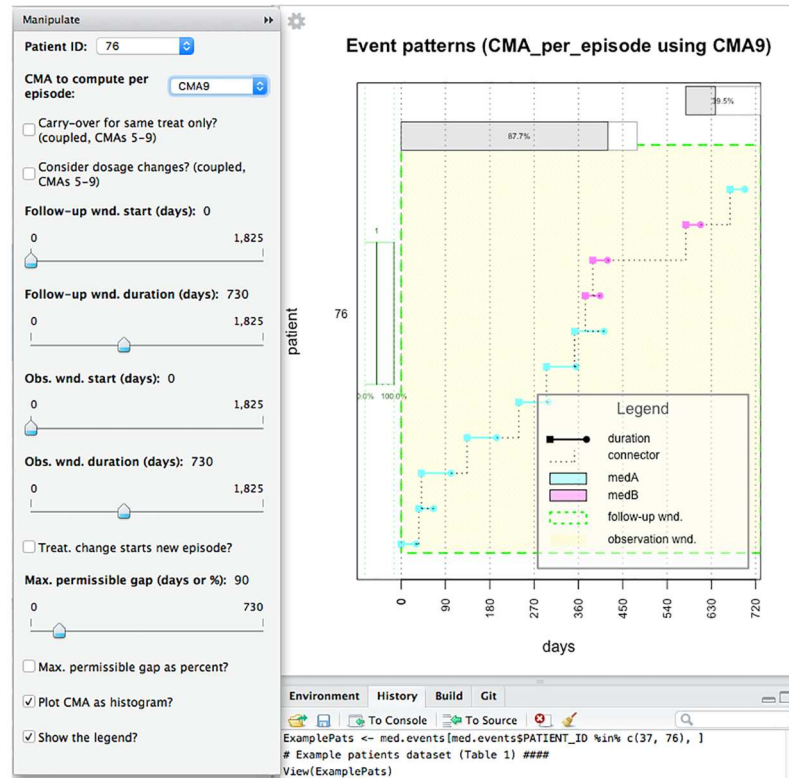 Manipulate
Patient ID: 76
CMA to compute per
episode: CMA9
Carry-over for same treat only?
(coupled, CMAs 5-9)
Consider dosage changes? (coupled,
CMAs 5-9)
Follow-up wnd. start (days): 0
0 1,825
Follow-up wnd. duration (days): 730
0 1,825
Obs. wnd. start (days): 0
0 1,825
Obs. wnd. duration (days): 730
0 1,825
Treat. change starts new episode?
Max. permissible gap (days or %): 90
0 730
Max. permissible gap as percent?
Plot CMA as histogram?
Show the legend?
Event patterns (CMA_per_episode using CMA9)
39.5%
87.7%
1
patient
76
0.0% 100.0%
Legend
duration
connector
medA
medB
follow-up wnd.
observation wnd.
0 90 180 270 360 450 540 630 720
days
Environment History Build Git
To Console To Source
ExamplePats <- med.events[med.events$PATIENT_ID %in% c(37, 76), ]
# Example patients dataset (Table 1) ####
View(ExamplePats)